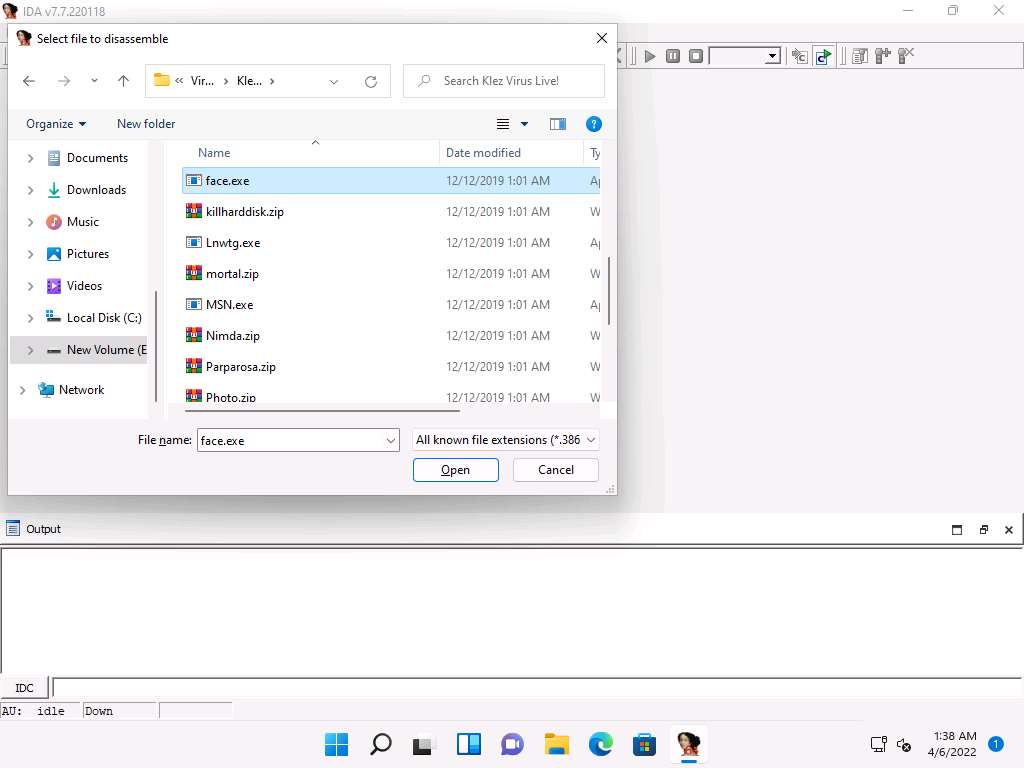 IDA v7.7.220118
Select file to disassemble
« Vir... > Kle... >
Search Klez Virus Live!
Organize
New folder
Name
Date modified
Ty
Documents
Downloads
Music
Pictures
Videos
Local Disk (C:)
New Volume (E
Network
face.exe 12/12/2019 1:01 AM Ap
killharddisk.zip 12/12/2019 1:01 AM W
Lnwtg.exe 12/12/2019 1:01 AM Ap
mortal.zip 12/12/2019 1:01 AM W
MSN.exe 12/12/2019 1:01 AM Ap
Nimda.zip 12/12/2019 1:01 AM W
Parparosa.zip 12/12/2019 1:01 AM W
Photo.zip 12/12/2019 1:01 AM W
File name: face.exe
All known file extensions (*.386
Open
Cancel
Output
IDC
AU: idle Down
1:38 AM
4/6/2022
1